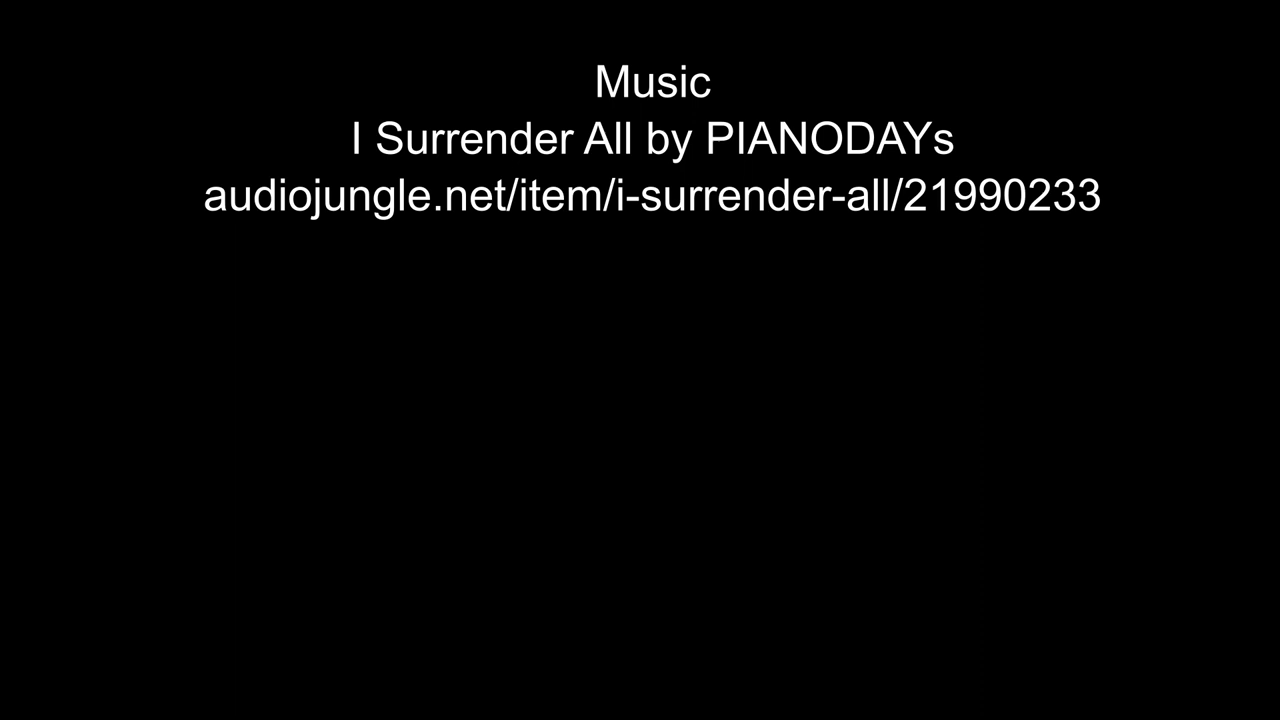 Music
I Surrender All by PIANODAYs
audiojungle.net/item/i-surrender-all/21990233